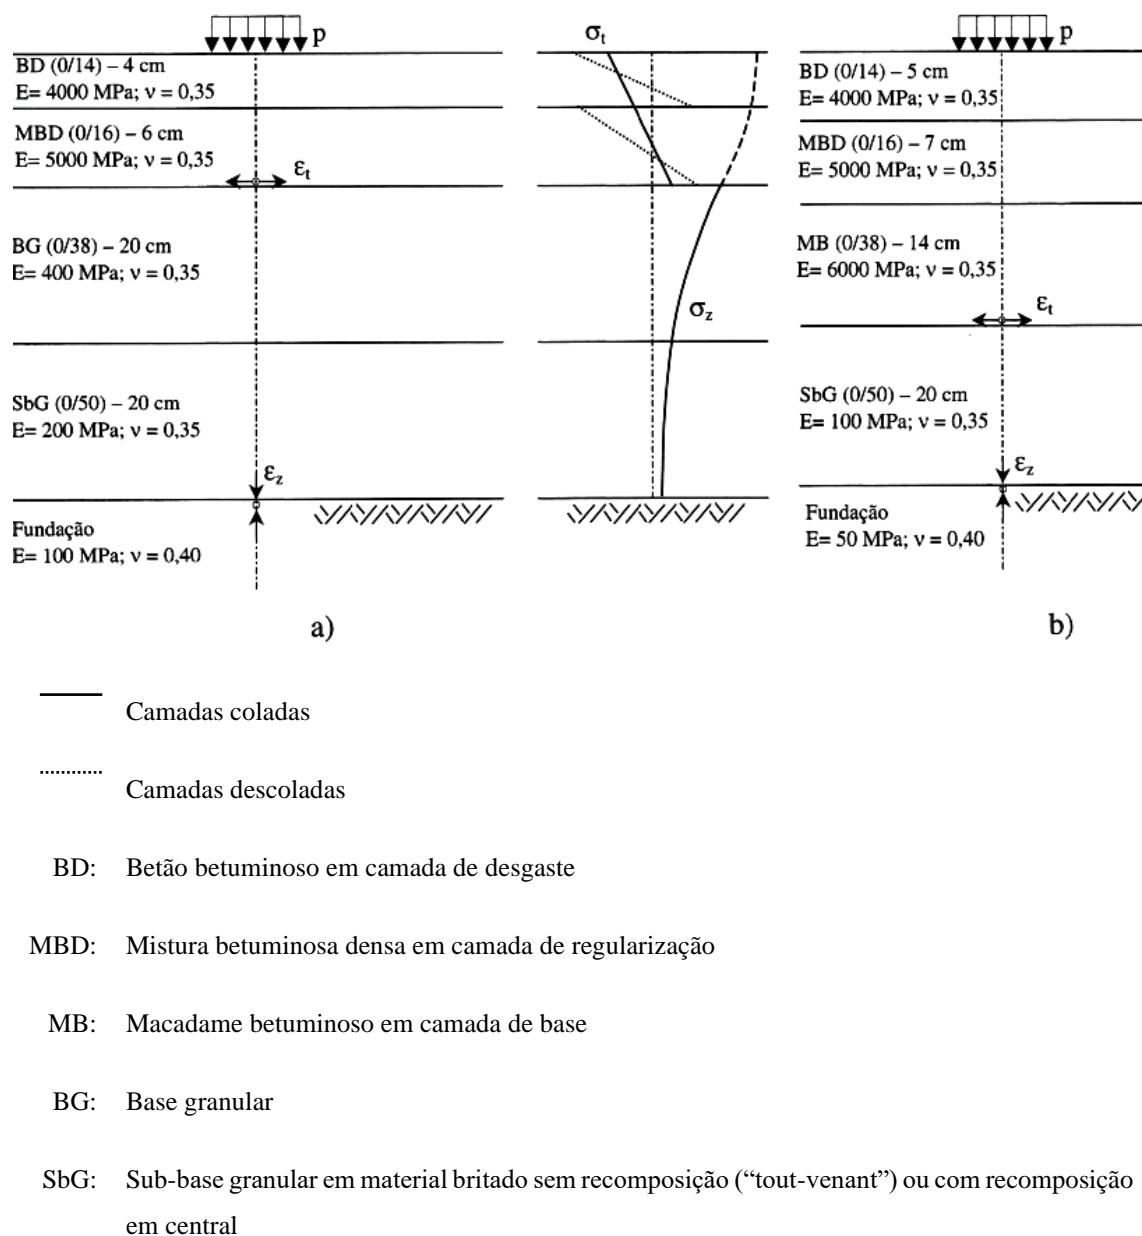 p
BD (0/14) – 4 cm
E= 4000 MPa; ν = 0,35
MBD (0/16) – 6 cm
E= 5000 MPa; ν = 0,35
εt
BG (0/38) – 20 cm
E= 400 MPa; ν = 0,35
SbG (0/50) – 20 cm
E= 200 MPa; ν = 0,35
εz
Fundação
E= 100 MPa; ν = 0,40
a)
σt
σz
p
BD (0/14) – 5 cm
E= 4000 MPa; ν = 0,35
MBD (0/16) – 7 cm
E= 5000 MPa; ν = 0,35
MB (0/38) – 14 cm
E= 6000 MPa; ν = 0,35
εt
SbG (0/50) – 20 cm
E= 100 MPa; ν = 0,35
εz
Fundação
E= 50 MPa; ν = 0,40
b)
Camadas coladas
Camadas descoladas
BD: Betão betuminoso em camada de desgaste
MBD: Mistura betuminosa densa em camada de regularização
MB: Macadame betuminoso em camada de base
BG: Base granular
SbG: Sub-base granular em material britado sem recomposição (“tout-venant”) ou com recomposição
em central